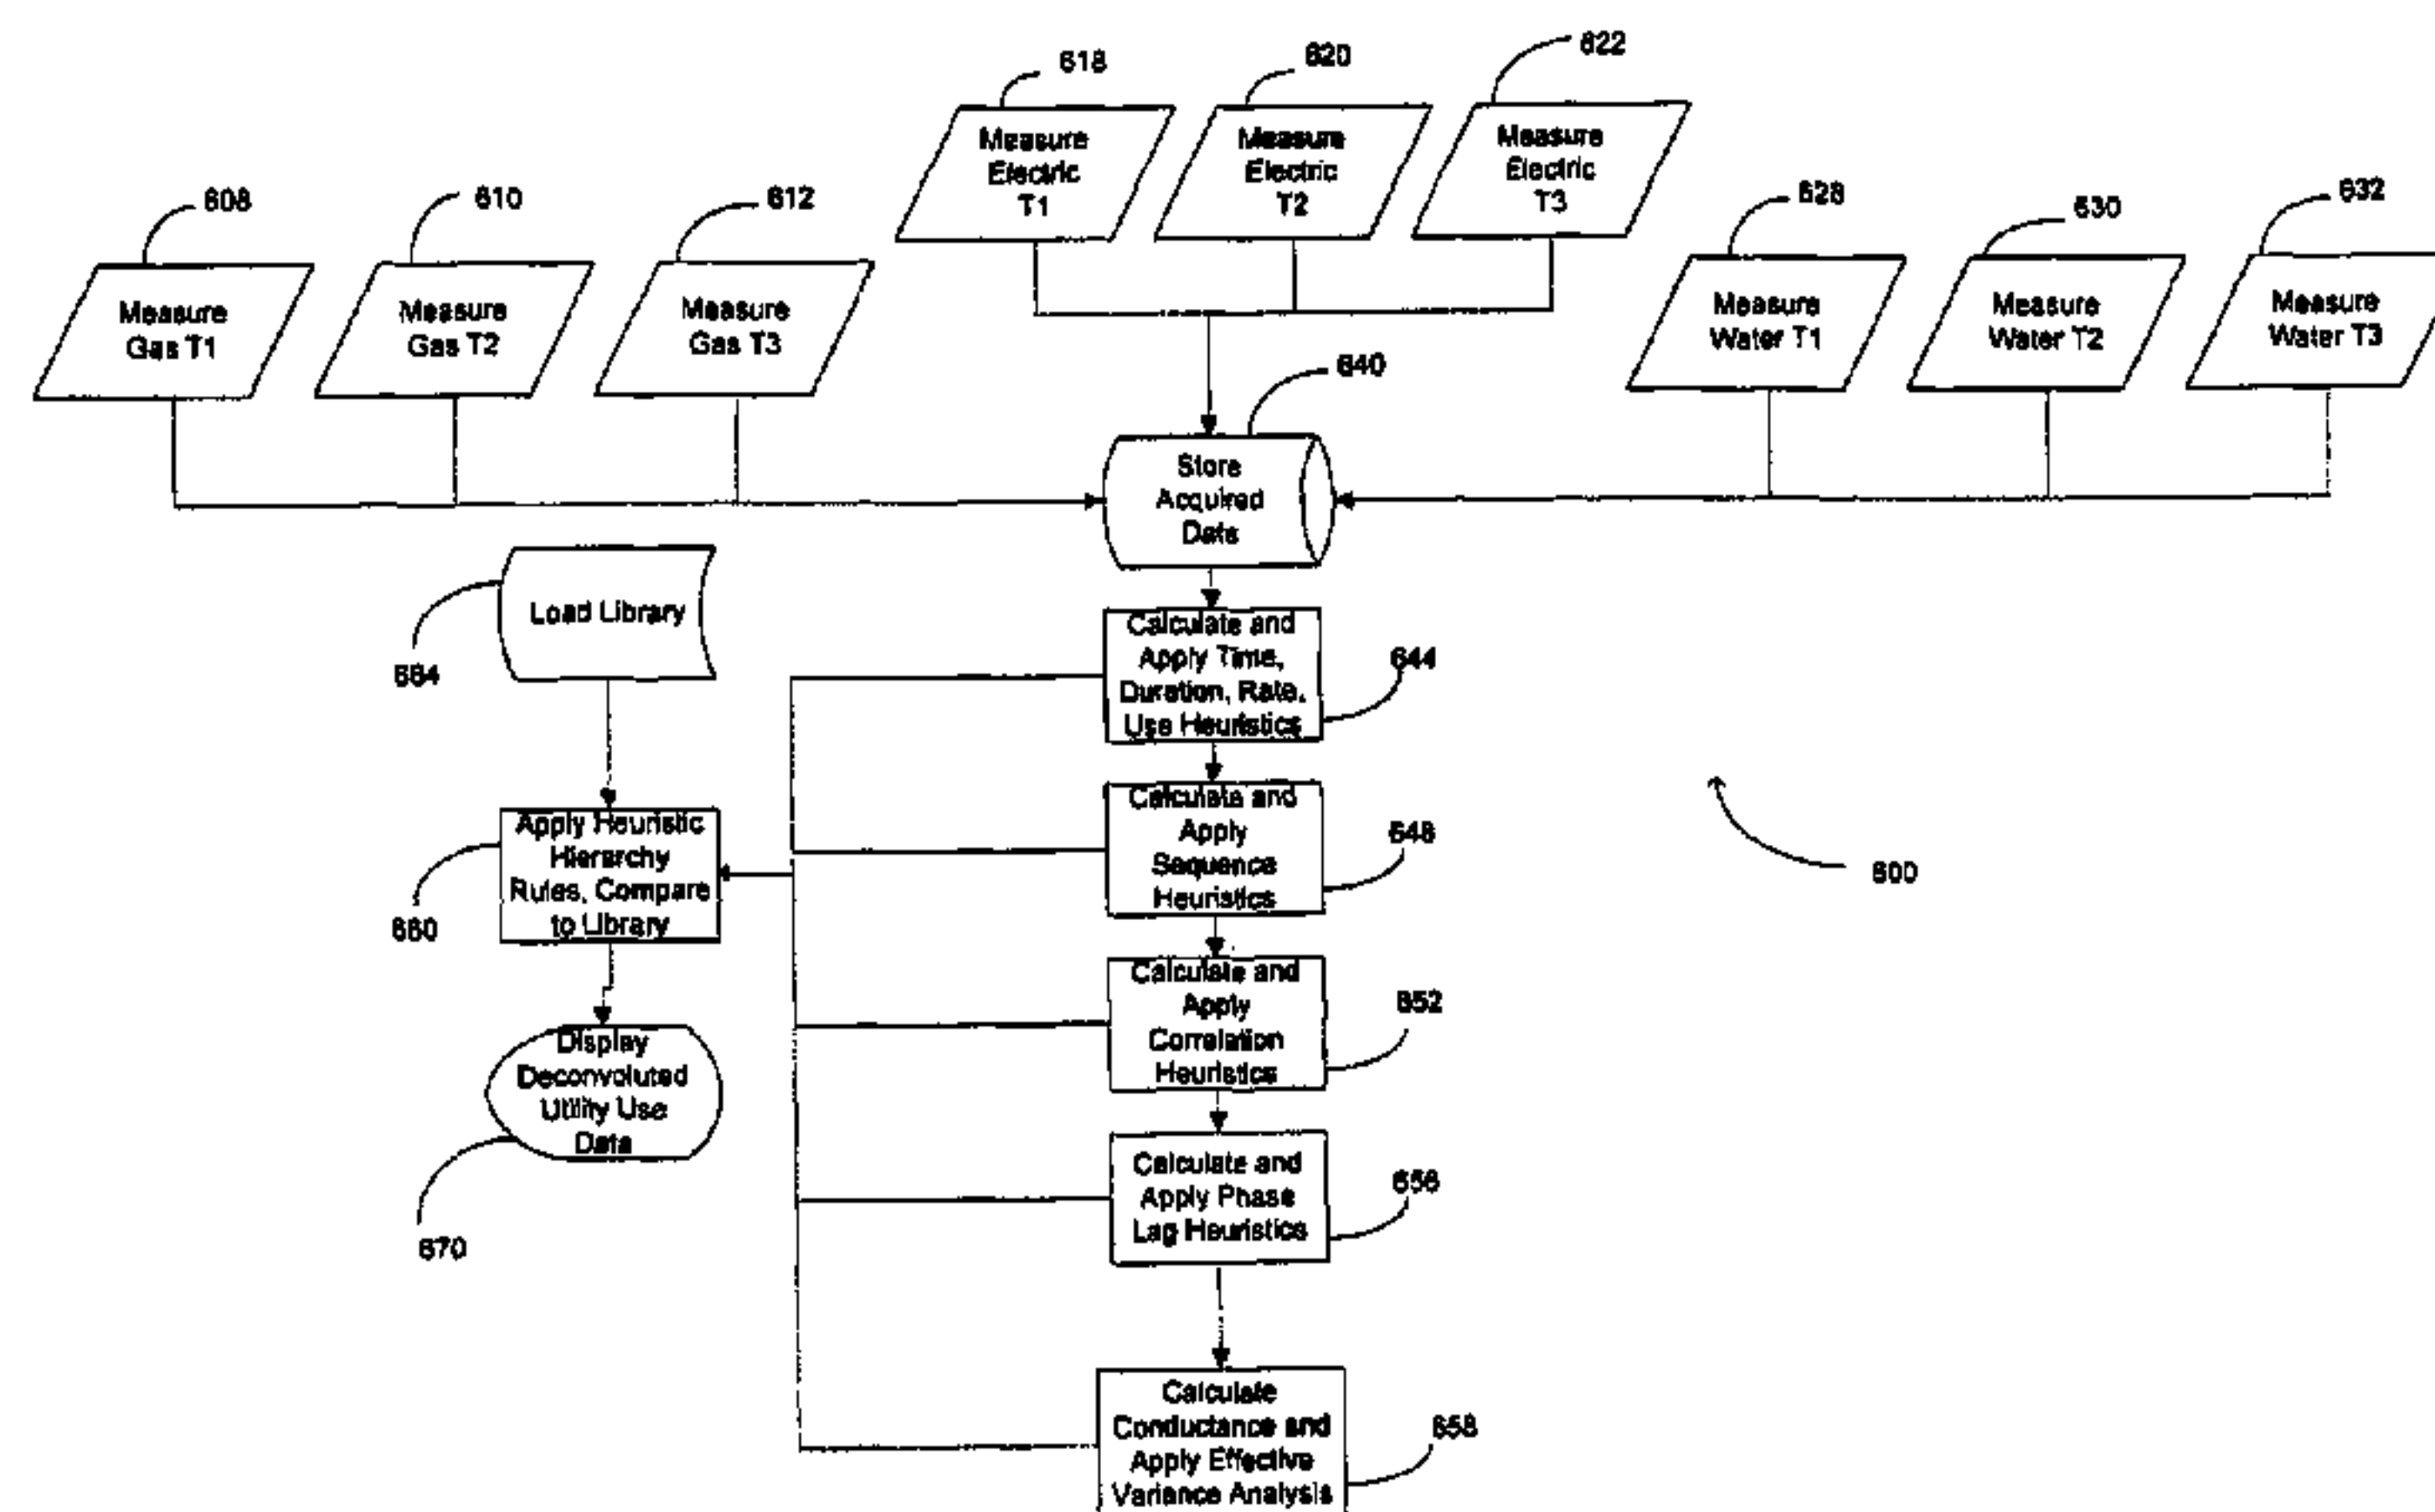 618
620
622
Measure
Electric
T1
Measure
Electric
T2
Measure
Electric
T3
608
610
612
628
630
632
Measure
Gas T1
Measure
Gas T2
Measure
Gas T3
Measure
Water T1
Measure
Water T2
Measure
Water T3
640
Store
Acquired
Data
Load Library
664
Calculate and
Apply Time,
Duration, Rate,
Use Heuristics
644
Calculate and
Apply
Sequence
Heuristics
648
600
Apply Heuristic
Hierarchy
Rules, Compare
to Library
660
Calculate and
Apply
Correlation
Heuristics
652
Display
Deconvoluted
Utility Use
Data
670
Calculate and
Apply Phase
Lag Heuristics
656
Calculate
Conductance and
Apply Effective
Variance Analysis
658